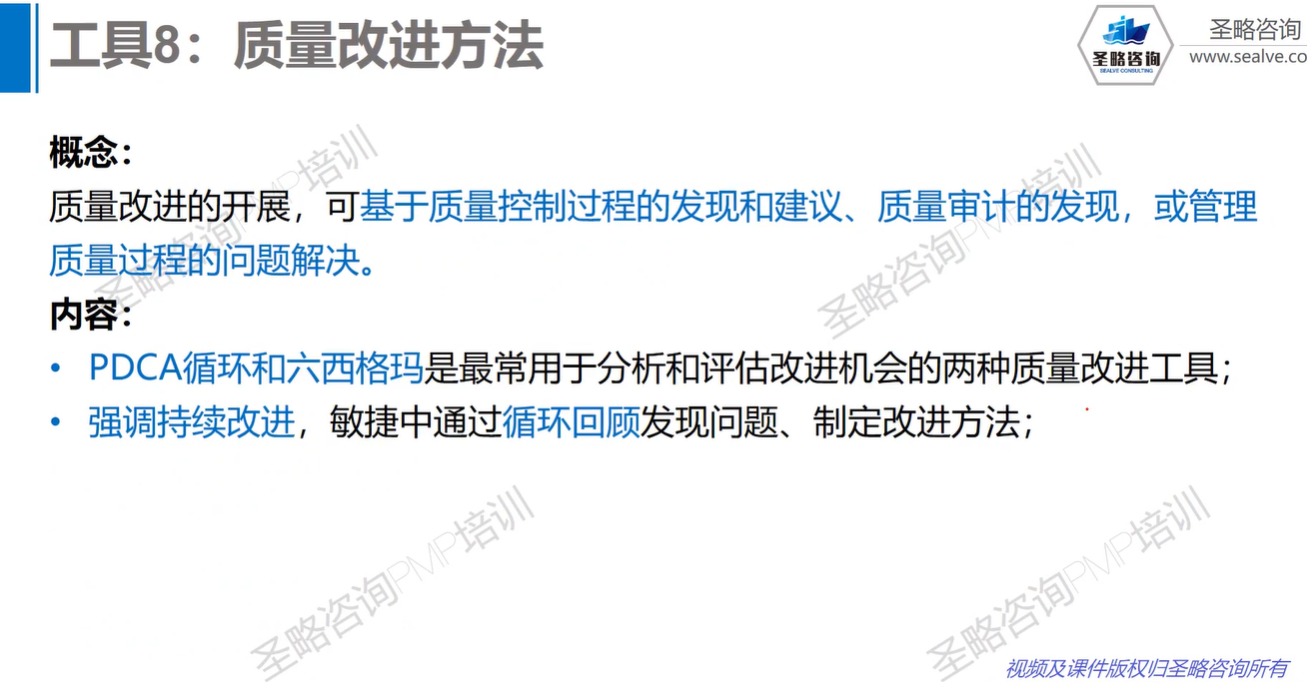 工具8：质量改进方法
圣略咨询
SEALVE CONSULTING
圣略咨询
www.sealve.co
概念：
质量改进的开展，可基于质量控制过程的发现和建议、质量审计的发现，或管理
质量过程的问题解决。
内容：
• PDCA循环和六西格玛是最常用于分析和评估改进机会的两种质量改进工具；
• 强调持续改进，敏捷中通过循环回顾发现问题、制定改进方法；
圣略咨询PMP培训
圣略咨询PMP培训
圣略咨询PMP培训
圣略咨询PMP培训
视频及课件版权归圣略咨询所有